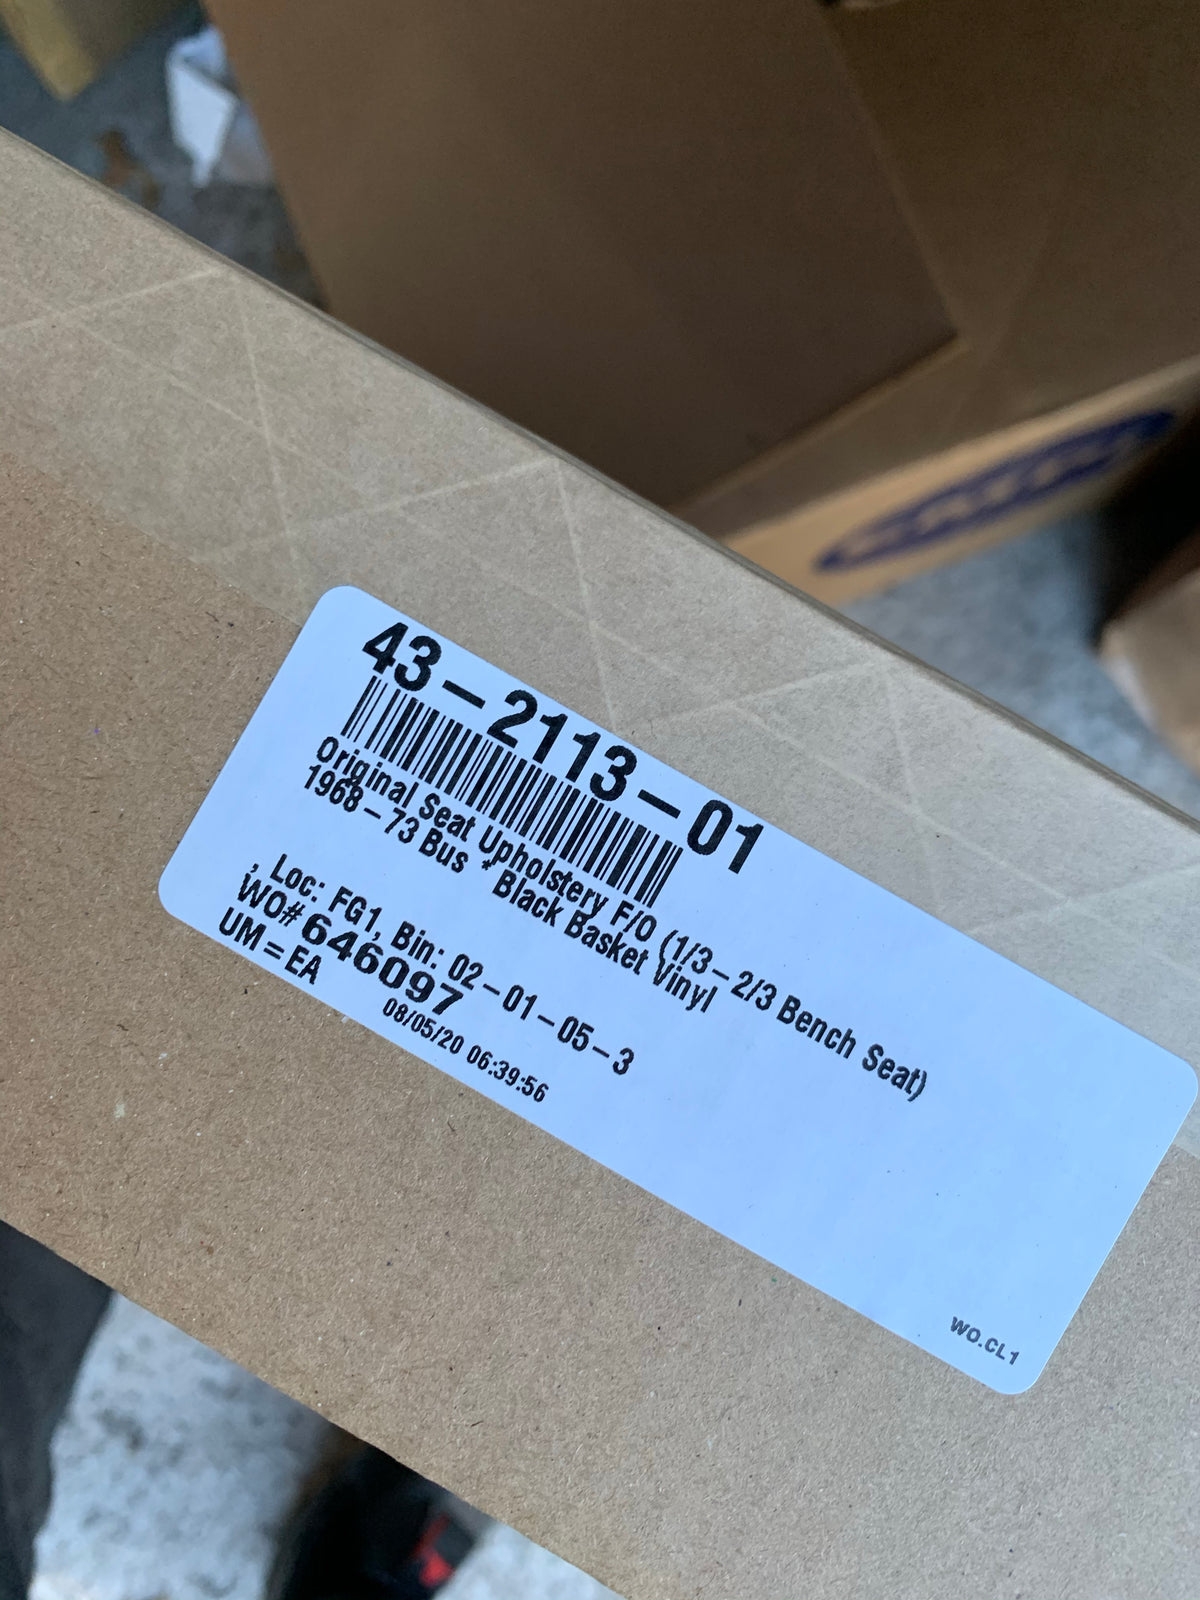 43-2113-01
Original Seat Upholstery F/O (1/3-2/3 Bench Seat)
1968-73 Bus * Black Basket Vinyl
, Loc: FG1, Bin: 02-01-05-3
WO# 646097
UM=EA
08/05/20 06:39:56
WO.CL1